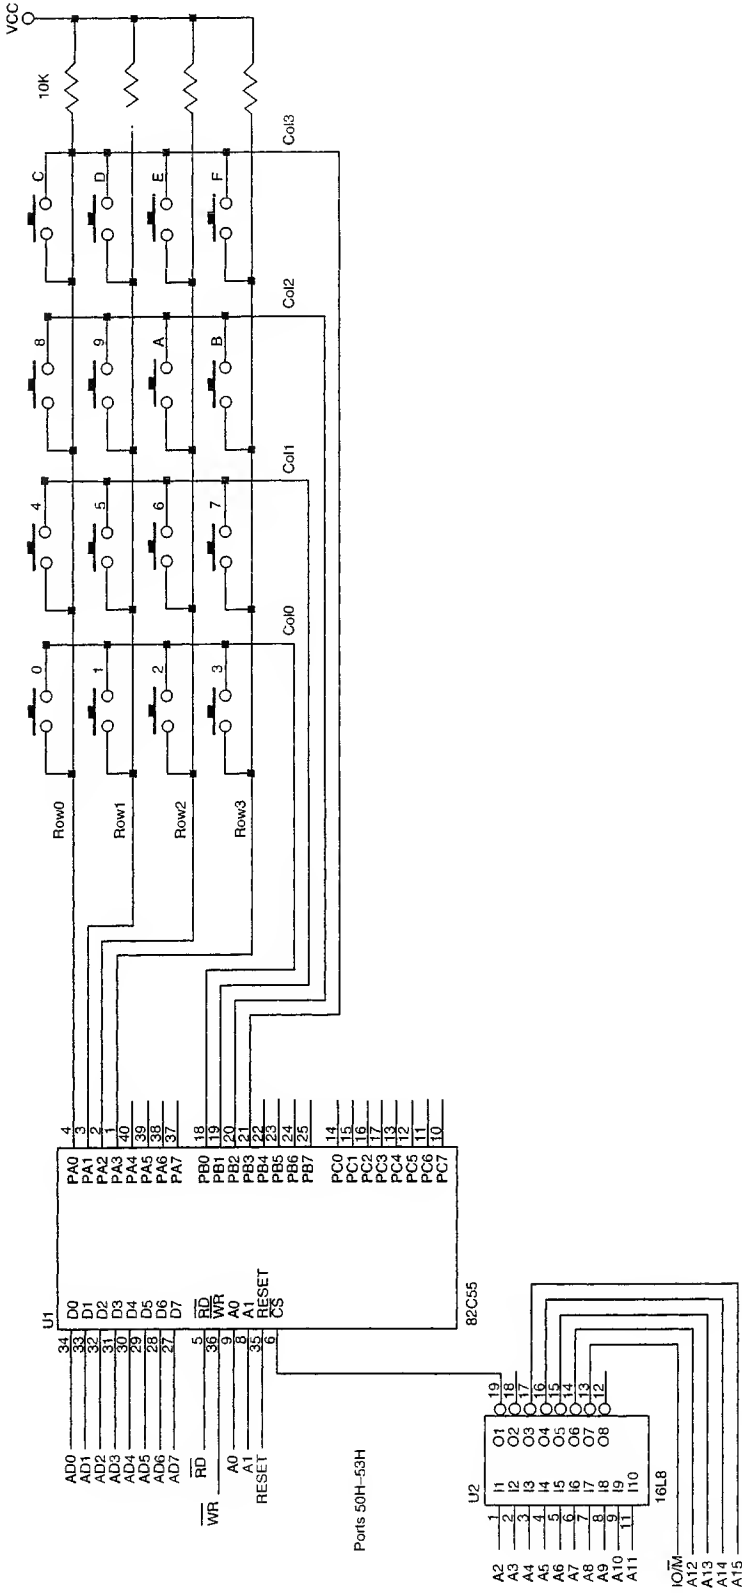 VCC
10K
C
D
E
F
Col3
8
9
A
B
Col2
4
5
6
7
Col1
0
1
2
3
Col0
Row0
Row1
Row2
Row3
U1
AD0 34 D0
AD1 33 D1
AD2 32 D2
AD3 31 D3
AD4 30 D4
AD5 29 D5
AD6 28 D6
AD7 27 D7
RD 5 RD
WR 36 WR
A0 9 A0
A1 8 A1
RESET 35 RESET
6 CS
PA0 4
PA1 3
PA2 2
PA3 1
PA4 40
PA5 39
PA6 38
PA7 37
PB0 18
PB1 19
PB2 20
PB3 21
PB4 22
PB5 23
PB6 24
PB7 25
PC0 14
PC1 15
PC2 16
PC3 17
PC4 13
PC5 12
PC6 11
PC7 10
82C55
Ports 50H–53H
U2
A2 1 I1
A3 2 I2
A4 3 I3
A5 4 I4
A6 5 I5
A7 6 I6
A8 7 I7
A9 8 I8
A10 9 I9
A11 11 I10
O1 19
O2 18
O3 17
O4 16
O5 15
O6 14
O7 13
O8 12
16L8
IO/M
A12
A13
A14
A15